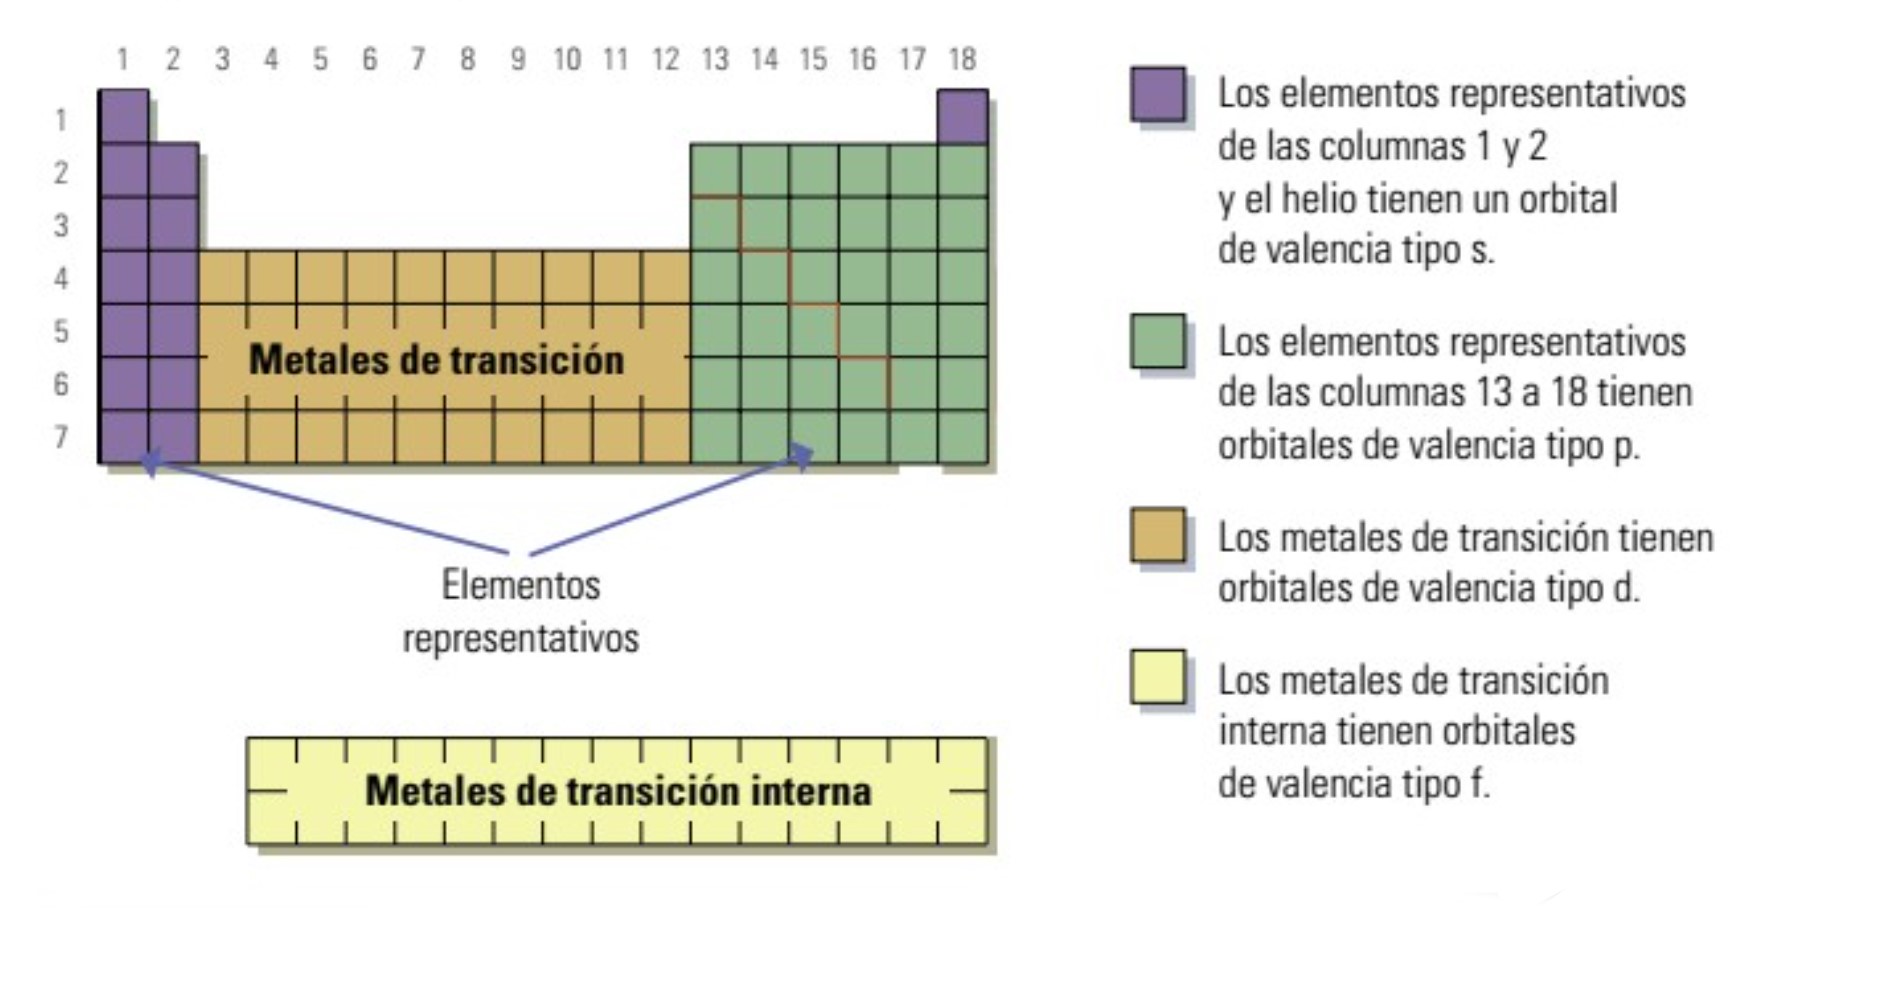 1 2 3 4 5 6 7 8 9 10 11 12 13 14 15 16 17 18
1
2
3
4
5
6
7
Metales de transición
Elementos
representativos
Metales de transición interna
Los elementos representativos
de las columnas 1 y 2
y el helio tienen un orbital
de valencia tipo s.
Los elementos representativos
de las columnas 13 a 18 tienen
orbitales de valencia tipo p.
Los metales de transición tienen
orbitales de valencia tipo d.
Los metales de transición
interna tienen orbitales
de valencia tipo f.